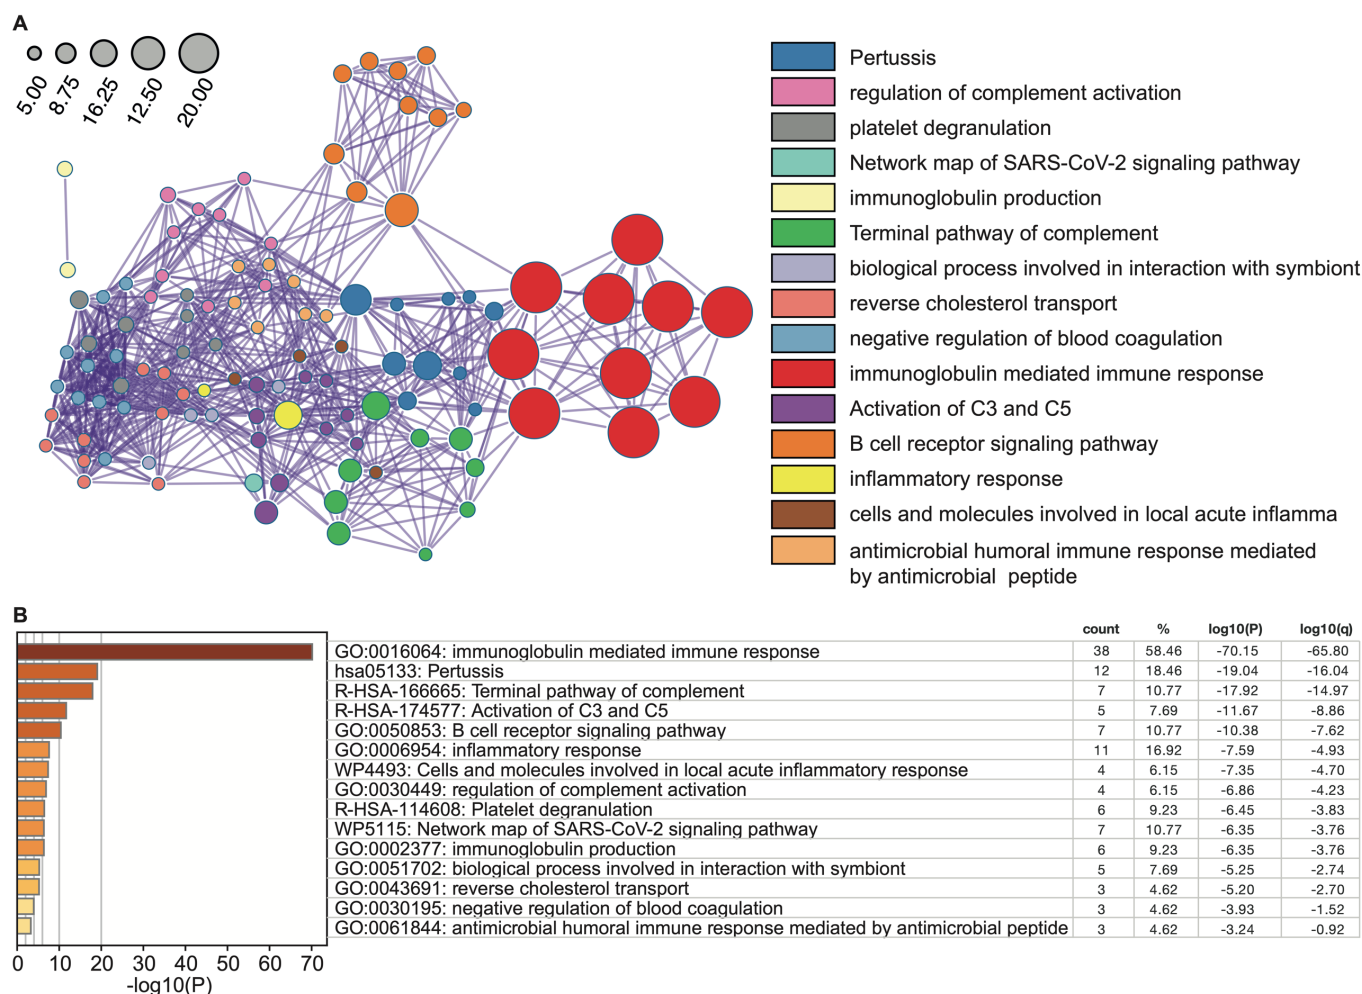 A
5.00
8.75
16.25
12.50
20.00
Pertussis
regulation of complement activation
platelet degranulation
Network map of SARS-CoV-2 signaling pathway
immunoglobulin production
Terminal pathway of complement
biological process involved in interaction with symbiont
reverse cholesterol transport
negative regulation of blood coagulation
immunoglobulin mediated immune response
Activation of C3 and C5
B cell receptor signaling pathway
inflammatory response
cells and molecules involved in local acute inflamma
antimicrobial humoral immune response mediated
by antimicrobial peptide
B
count % log10(P) log10(q)
GO:0016064: immunoglobulin mediated immune response 38 58.46 -70.15 -65.80
hsa05133: Pertussis 12 18.46 -19.04 -16.04
R-HSA-166665: Terminal pathway of complement 7 10.77 -17.92 -14.97
R-HSA-174577: Activation of C3 and C5 5 7.69 -11.67 -8.86
GO:0050853: B cell receptor signaling pathway 7 10.77 -10.38 -7.62
GO:0006954: inflammatory response 11 16.92 -7.59 -4.93
WP4493: Cells and molecules involved in local acute inflammatory response 4 6.15 -7.35 -4.70
GO:0030449: regulation of complement activation 4 6.15 -6.86 -4.23
R-HSA-114608: Platelet degranulation 6 9.23 -6.45 -3.83
WP5115: Network map of SARS-CoV-2 signaling pathway 7 10.77 -6.35 -3.76
GO:0002377: immunoglobulin production 6 9.23 -6.35 -3.76
GO:0051702: biological process involved in interaction with symbiont 5 7.69 -5.25 -2.74
GO:0043691: reverse cholesterol transport 3 4.62 -5.20 -2.70
GO:0030195: negative regulation of blood coagulation 3 4.62 -3.93 -1.52
GO:0061844: antimicrobial humoral immune response mediated by antimicrobial peptide 3 4.62 -3.24 -0.92
0 10 20 30 40 50 60 70
-log10(P)